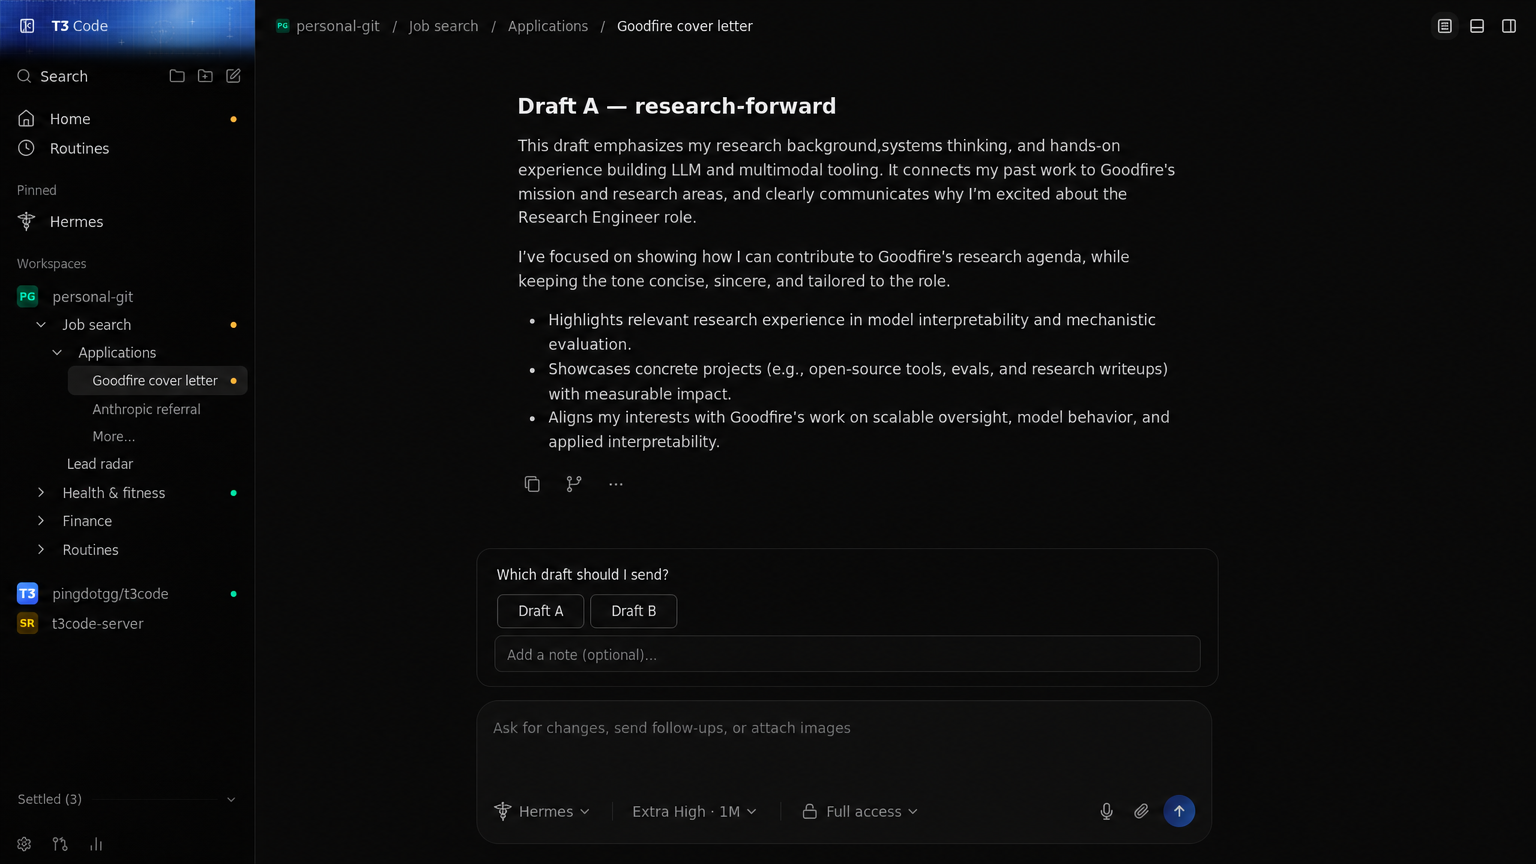 T3 Code
Search
Home
Routines
Pinned
Hermes
Workspaces
PG personal-git
Job search
Applications
Goodfire cover letter
Anthropic referral
More...
Lead radar
Health & fitness
Finance
Routines
T3 pingdotgg/t3code
SR t3code-server
Settled (3)
PG personal-git / Job search / Applications / Goodfire cover letter
Draft A — research-forward
This draft emphasizes my research background,systems thinking, and hands-on
experience building LLM and multimodal tooling. It connects my past work to Goodfire's
mission and research areas, and clearly communicates why I’m excited about the
Research Engineer role.
I’ve focused on showing how I can contribute to Goodfire's research agenda, while
keeping the tone concise, sincere, and tailored to the role.
• Highlights relevant research experience in model interpretability and mechanistic
evaluation.
• Showcases concrete projects (e.g., open-source tools, evals, and research writeups)
with measurable impact.
• Aligns my interests with Goodfire's work on scalable oversight, model behavior, and
applied interpretability.
Which draft should I send?
Draft A Draft B
Add a note (optional)...
Ask for changes, send follow-ups, or attach images
Hermes Extra High · 1M Full access